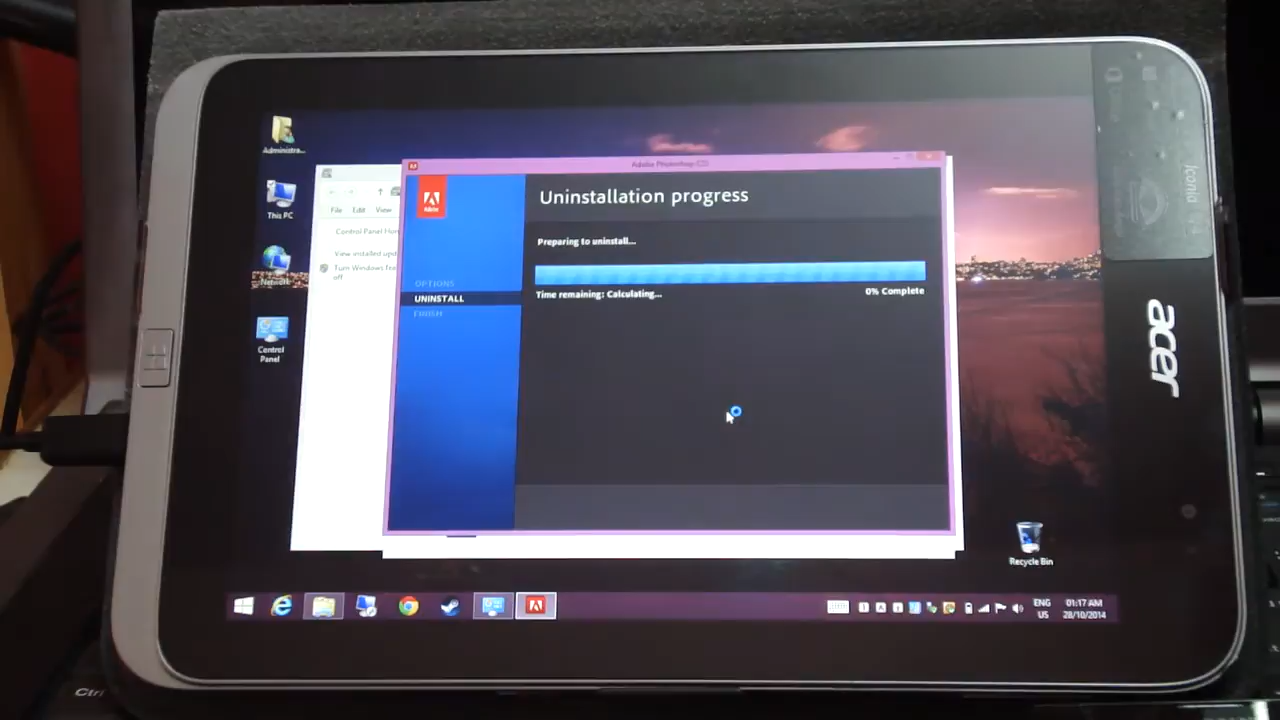 Administra...
This PC
Network
Control
Panel
File Edit View
Control Panel Hom
View installed upd
Turn Windows fea
off
Adobe Photoshop CS5
Adobe
Uninstallation progress
Preparing to uninstall...
Time remaining: Calculating...
0% Complete
OPTIONS
UNINSTALL
FINISH
Recycle Bin
ENG
US
01:17 AM
28/10/2014
Iconia
acer
Ctrl